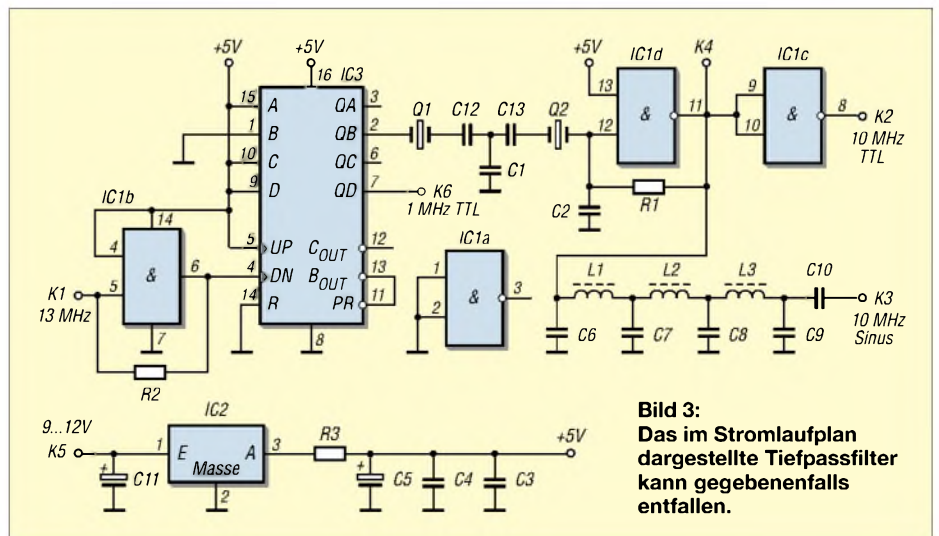 +5V
+5V
16
IC3
15
A
QA
3
1
B
QB
2
10
C
QC
6
9
D
QD
7
K6
1 MHz TTL
5
UP
C OUT
12
4
DN
B OUT
13
14
R
PR
11
8
IC1b
14
4
&
6
5
7
K1
13 MHz
R2
Q1
C12
C13
Q2
C1
+5V
IC1d
13
&
11
12
C2
R1
K4
IC1c
9
&
8
10
K2
10 MHz
TTL
IC1a
1
&
3
2
L1
L2
L3
C10
K3
10 MHz
Sinus
C6
C7
C8
C9
9...12V
K5
1
IC2
E
A
Masse
3
2
+
C11
R3
+5V
+
C5
C4
C3
Bild 3:
Das im Stromlaufplan
dargestellte Tiefpassfilter
kann gegebenenfalls
entfallen.